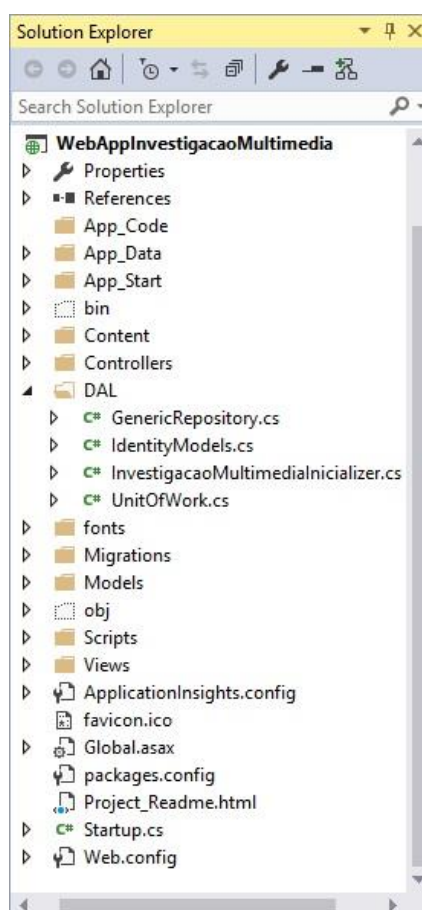 Solution Explorer
Search Solution Explorer
WebAppInvestigacaoMultimedia
Properties
References
App_Code
App_Data
App_Start
bin
Content
Controllers
DAL
C# GenericRepository.cs
C# IdentityModels.cs
C# InvestigacaoMultimediaInicializer.cs
C# UnitOfWork.cs
fonts
Migrations
Models
obj
Scripts
Views
ApplicationInsights.config
favicon.ico
Global.asax
packages.config
Project_Readme.html
C# Startup.cs
Web.config